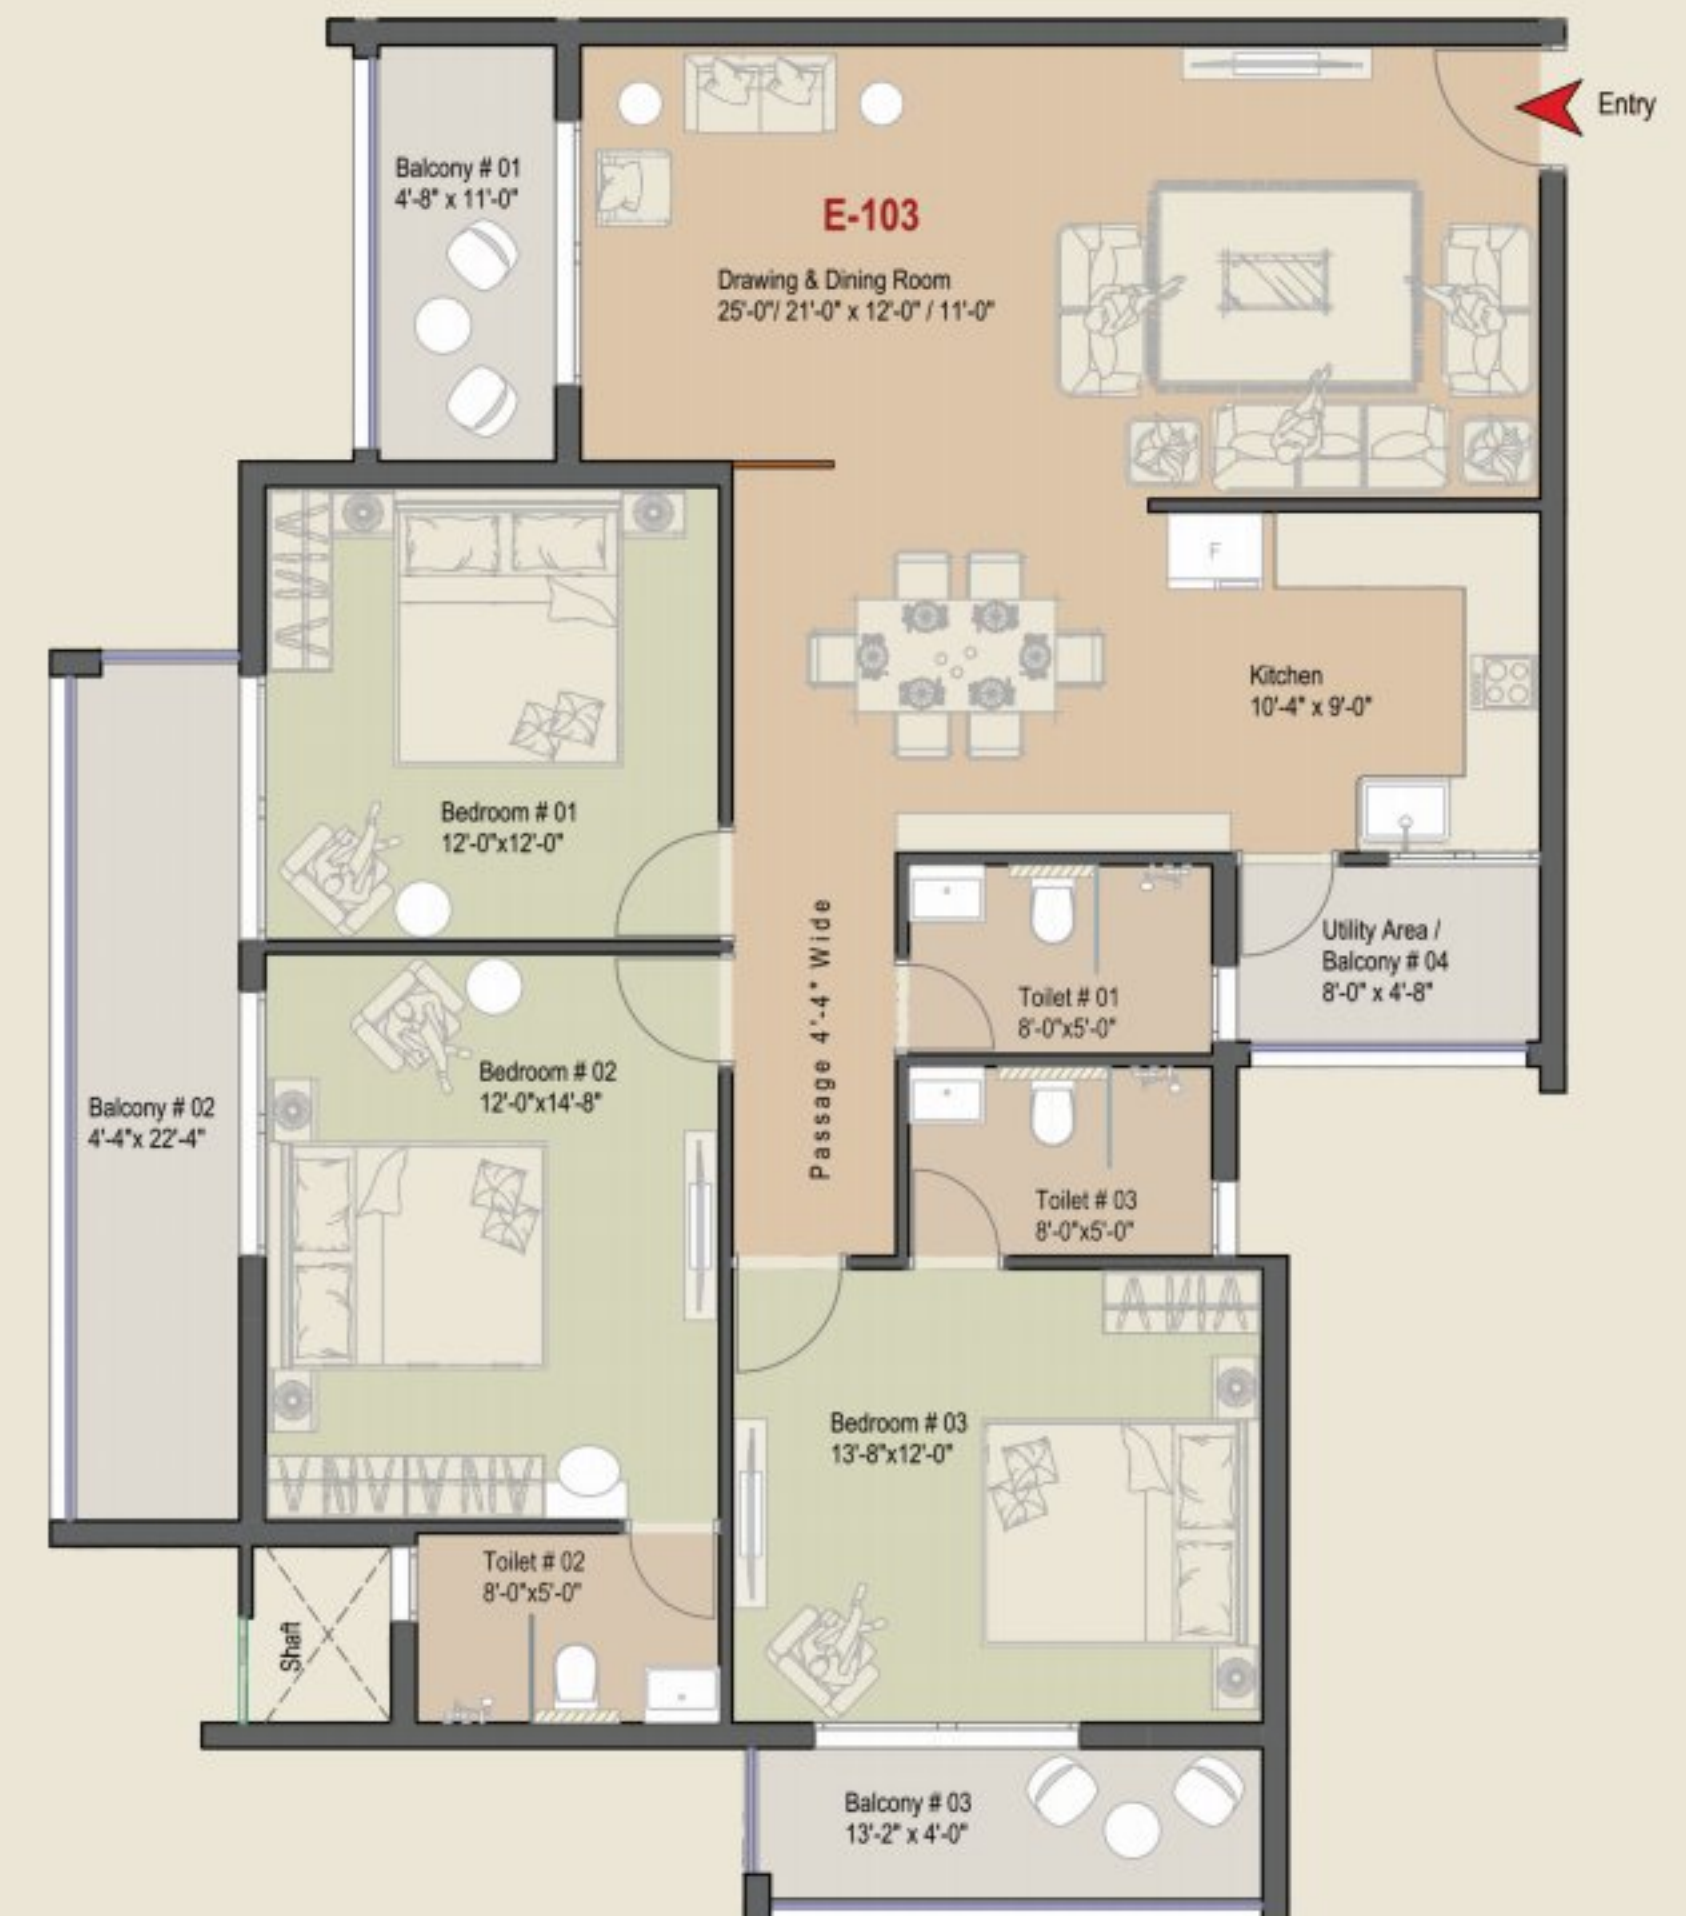 Entry
Balcony # 01
4'-8" x 11'-0"
E-103
Drawing & Dining Room
25'-0"/ 21'-0" x 12'-0" / 11'-0"
F
Kitchen
10'-4" x 9'-0"
Bedroom # 01
12'-0"x12'-0"
Passage 4'-4" Wide
Utility Area /
Balcony # 04
8'-0" x 4'-8"
Toilet # 01
8'-0"x5'-0"
Bedroom # 02
12'-0"x14'-8"
Balcony # 02
4'-4"x 22'-4"
Toilet # 03
8'-0"x5'-0"
Bedroom # 03
13'-8"x12'-0"
Toilet # 02
8'-0"x5'-0"
Shaft
Balcony # 03
13'-2" x 4'-0"